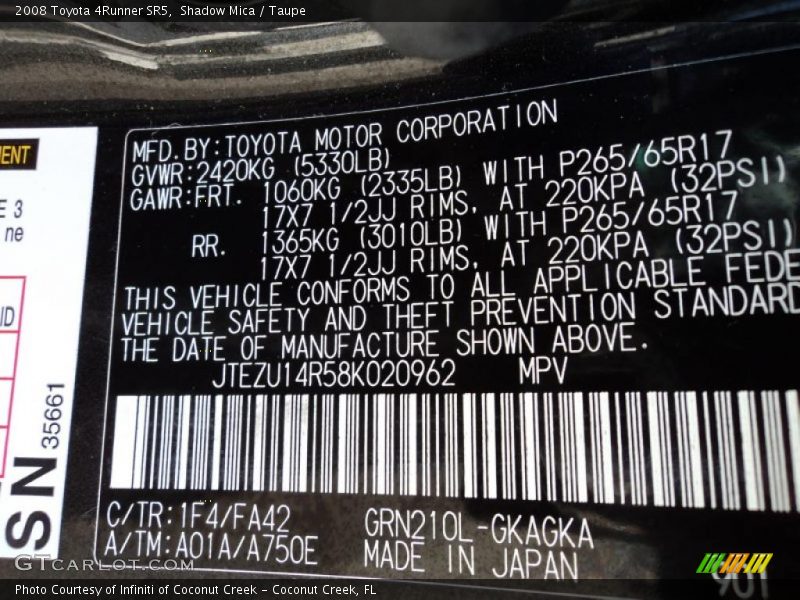 2008 Toyota 4Runner SR5, Shadow Mica / Taupe
MFD.BY:TOYOTA MOTOR CORPORATION
GVWR:2420KG (5330LB)
GAWR:FRT. 1060KG (2335LB) WITH P265/65R17
17X7 1/2JJ RIMS, AT 220KPA (32PSI)
RR. 1365KG (3010LB) WITH P265/65R17
17X7 1/2JJ RIMS, AT 220KPA (32PSI)
THIS VEHICLE CONFORMS TO ALL APPLICABLE FEDE
VEHICLE SAFETY AND THEFT PREVENTION STANDARD
THE DATE OF MANUFACTURE SHOWN ABOVE.
JTEZU14R58K020962 MPV
C/TR:1F4/FA42 GRN210L-GKAGKA
A/TM:A01A/A750E MADE IN JAPAN
901
MENT
E 3
ne
ID
SN 35661
GTCarLot.com
Photo Courtesy of Infiniti of Coconut Creek - Coconut Creek, FL